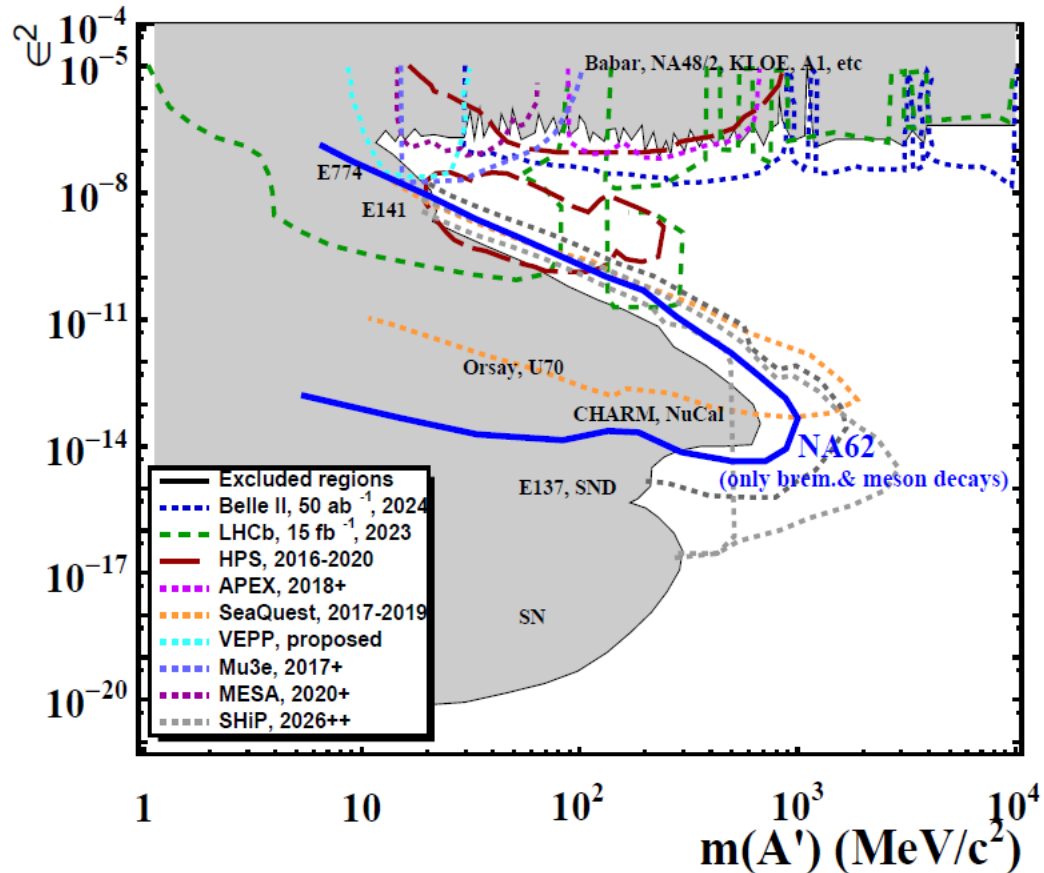 ϵ²
10⁻⁴
10⁻⁵
10⁻⁸
10⁻¹¹
10⁻¹⁴
10⁻¹⁷
10⁻²⁰
Babar, NA48/2, KLOE, A1, etc
E774
E141
Orsay, U70
CHARM, NuCal
NA62
(only brem.& meson decays)
E137, SND
SN
Excluded regions
Belle II, 50 ab ⁻¹, 2024
LHCb, 15 fb ⁻¹, 2023
HPS, 2016-2020
APEX, 2018+
SeaQuest, 2017-2019
VEPP, proposed
Mu3e, 2017+
MESA, 2020+
SHiP, 2026++
1 10 10² 10³ 10⁴
m(A') (MeV/c²)